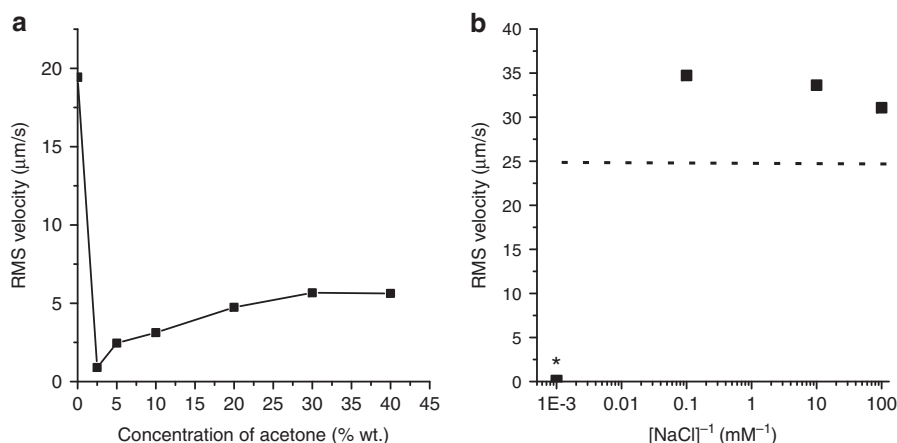 a
20
15
10
5
0
RMS velocity (μm/s)
0 5 10 15 20 25 30 35 40 45
Concentration of acetone (% wt.)
b
40
35
30
25
20
15
10
5
0
RMS velocity (μm/s)
*
1E-3 0.01 0.1 1 10 100
[NaCl]⁻¹ (mM⁻¹)